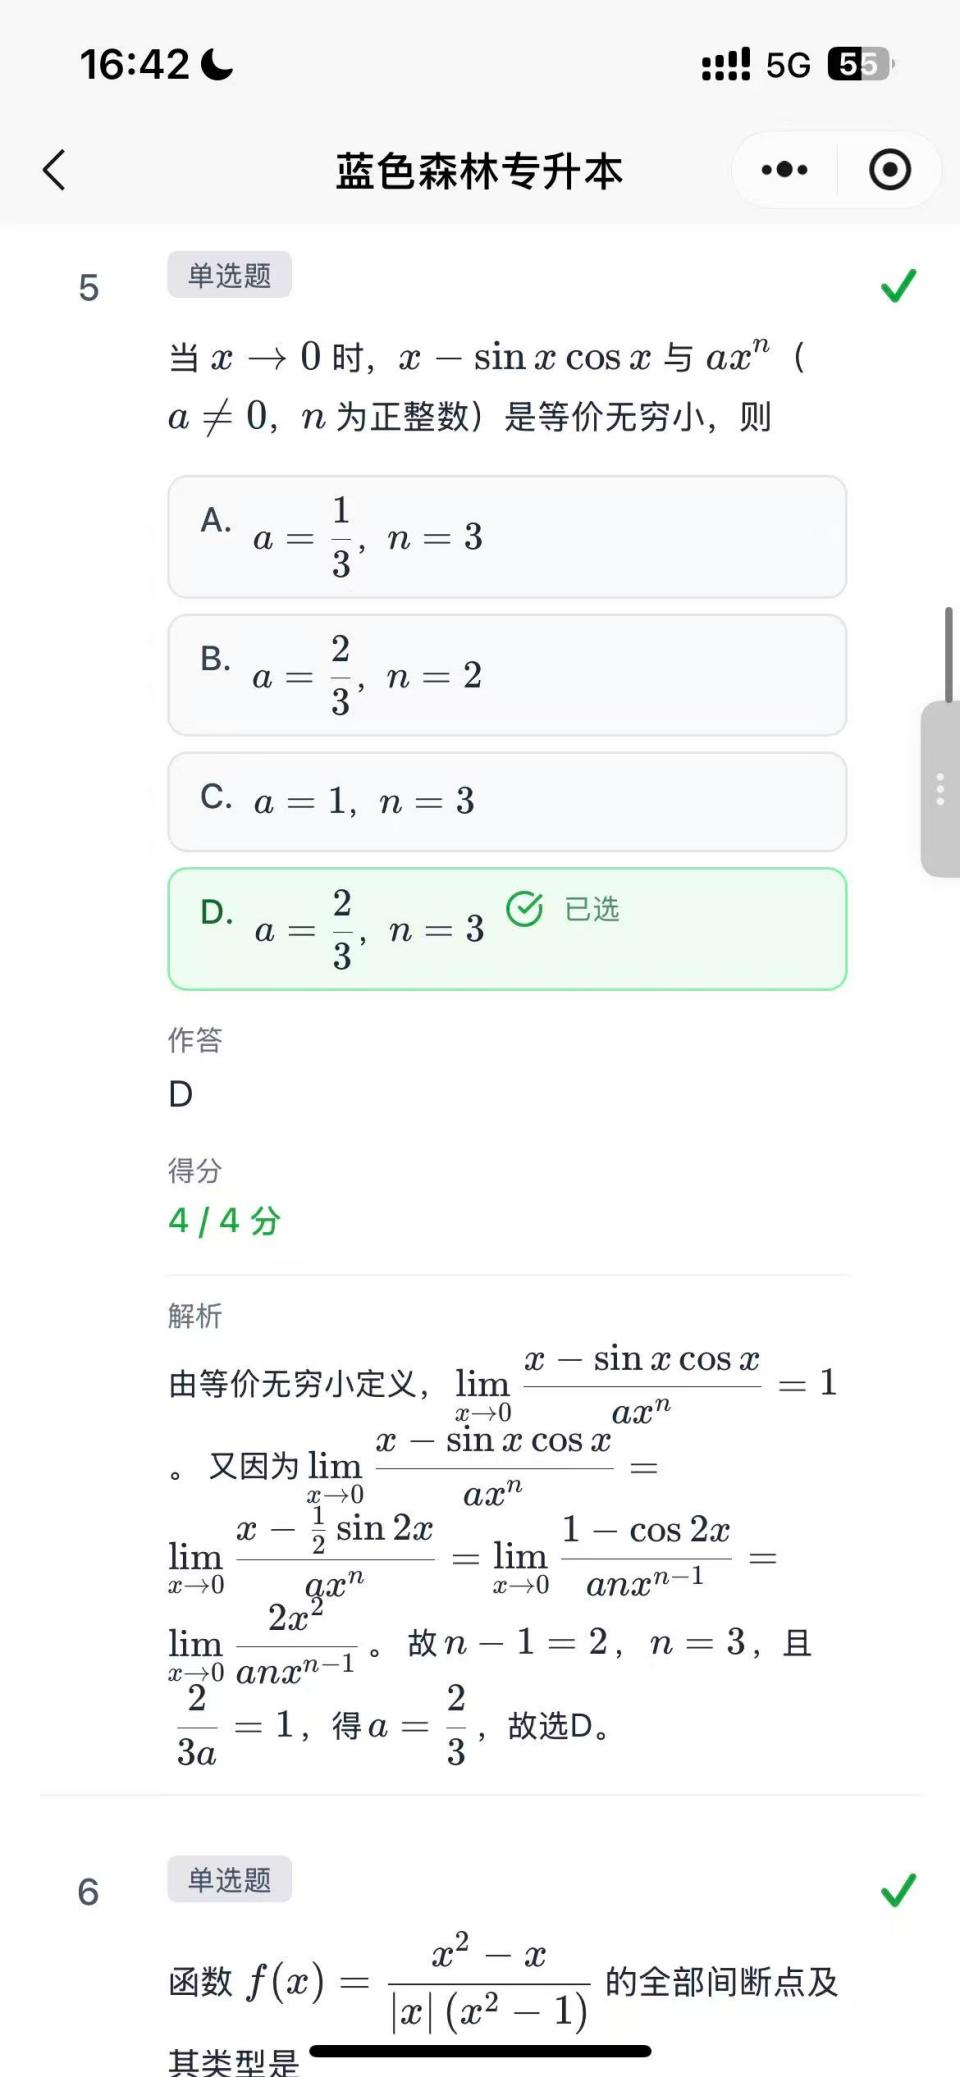 16:42 5G 55
蓝色森林专升本
5 单选题
当 x → 0 时，x − sin x cos x 与 axⁿ（
a ≠ 0，n 为正整数）是等价无穷小，则
A. a = 1/3, n = 3
B. a = 2/3, n = 2
C. a = 1, n = 3
D. a = 2/3, n = 3 已选
作答
D
得分
4 / 4 分
解析
由等价无穷小定义，lim x→0 (x − sin x cos x)/(axⁿ) = 1
。 又因为 lim x→0 (x − sin x cos x)/(axⁿ) =
lim x→0 (x − 1/2 sin 2x)/(axⁿ) = lim x→0 (1 − cos 2x)/(anxⁿ⁻¹) =
lim x→0 2x²/(anxⁿ⁻¹)。 故 n − 1 = 2，n = 3，且
2/(3a) = 1，得 a = 2/3，故选D。
6 单选题
函数 f(x) = (x² − x)/(|x| (x² − 1)) 的全部间断点及
其类型是